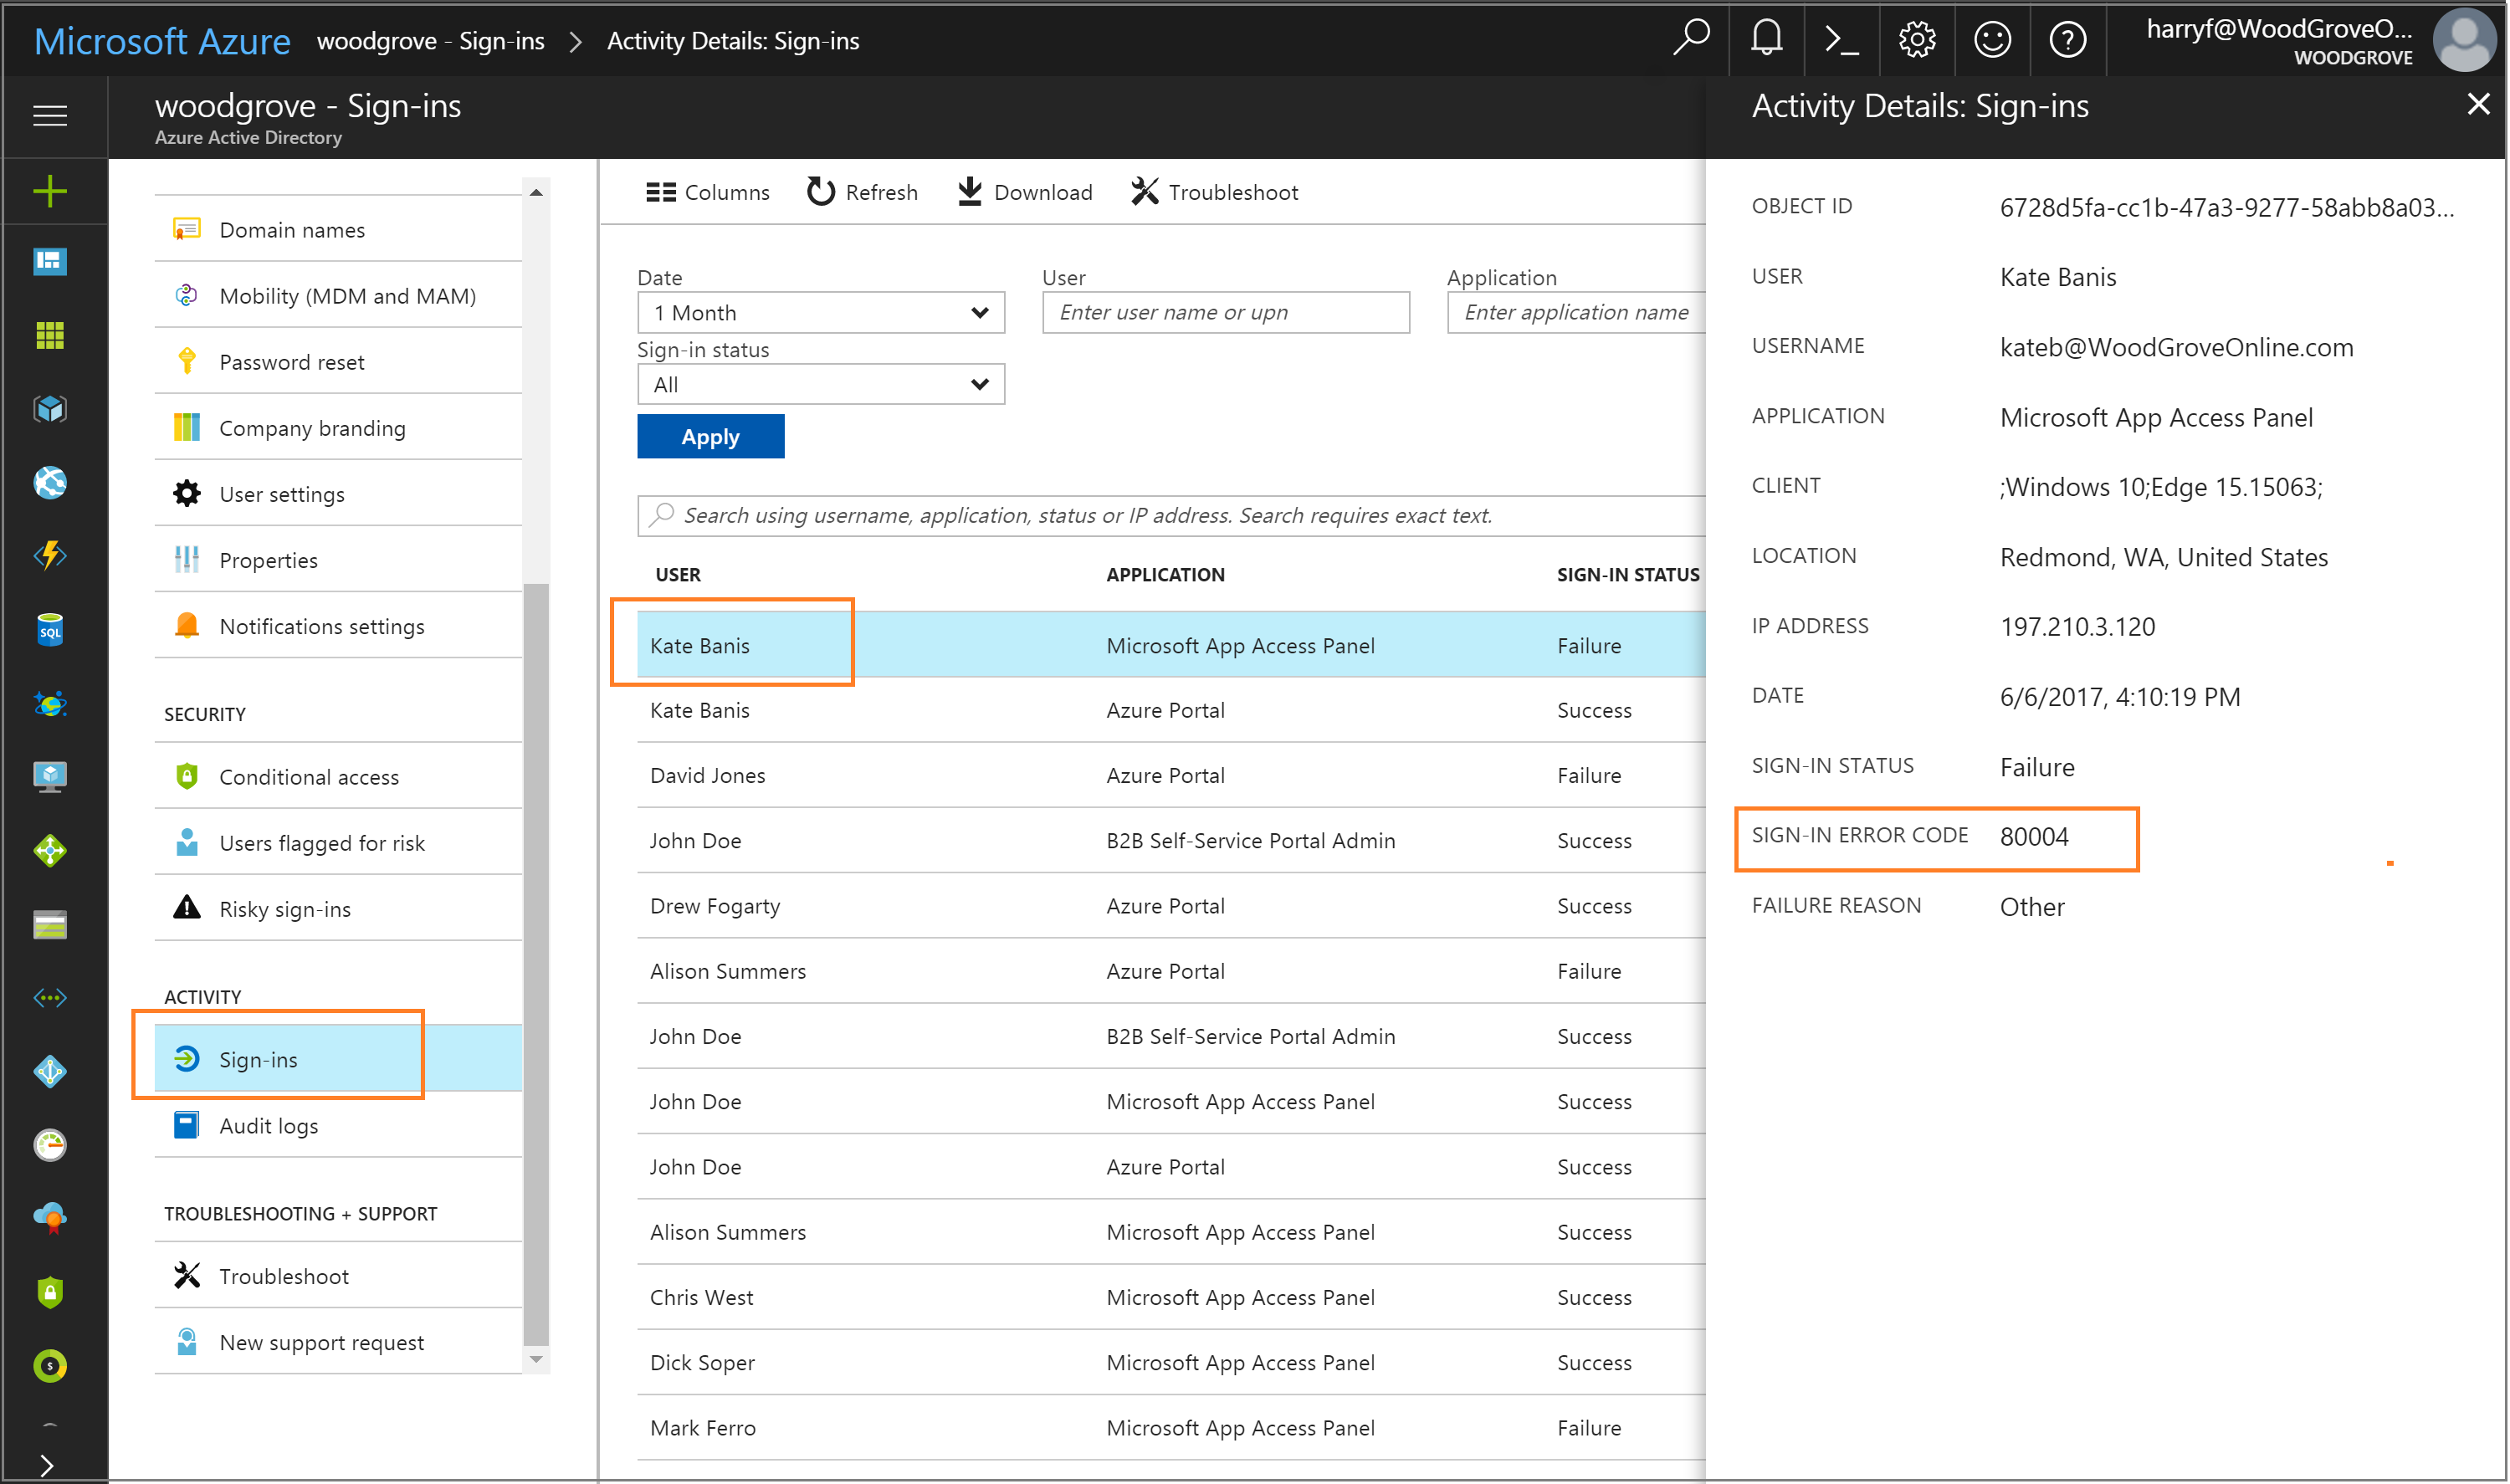 Microsoft Azure woodgrove - Sign-ins > Activity Details: Sign-ins
harryf@WoodGroveO...
WOODGROVE
woodgrove - Sign-ins
Azure Active Directory
Domain names
Mobility (MDM and MAM)
Password reset
Company branding
User settings
Properties
Notifications settings
SECURITY
Conditional access
Users flagged for risk
Risky sign-ins
ACTIVITY
Sign-ins
Audit logs
TROUBLESHOOTING + SUPPORT
Troubleshoot
New support request
SQL
Columns Refresh Download Troubleshoot
Date User Application
1 Month Enter user name or upn Enter application name
Sign-in status
All
Apply
Search using username, application, status or IP address. Search requires exact text.
USER APPLICATION SIGN-IN STATUS
Kate Banis Microsoft App Access Panel Failure
Kate Banis Azure Portal Success
David Jones Azure Portal Failure
John Doe B2B Self-Service Portal Admin Success
Drew Fogarty Azure Portal Success
Alison Summers Azure Portal Failure
John Doe B2B Self-Service Portal Admin Success
John Doe Microsoft App Access Panel Success
John Doe Azure Portal Success
Alison Summers Microsoft App Access Panel Success
Chris West Microsoft App Access Panel Success
Dick Soper Microsoft App Access Panel Success
Mark Ferro Microsoft App Access Panel Failure
Activity Details: Sign-ins
OBJECT ID 6728d5fa-cc1b-47a3-9277-58abb8a03...
USER Kate Banis
USERNAME kateb@WoodGroveOnline.com
APPLICATION Microsoft App Access Panel
CLIENT ;Windows 10;Edge 15.15063;
LOCATION Redmond, WA, United States
IP ADDRESS 197.210.3.120
DATE 6/6/2017, 4:10:19 PM
SIGN-IN STATUS Failure
SIGN-IN ERROR CODE 80004
FAILURE REASON Other